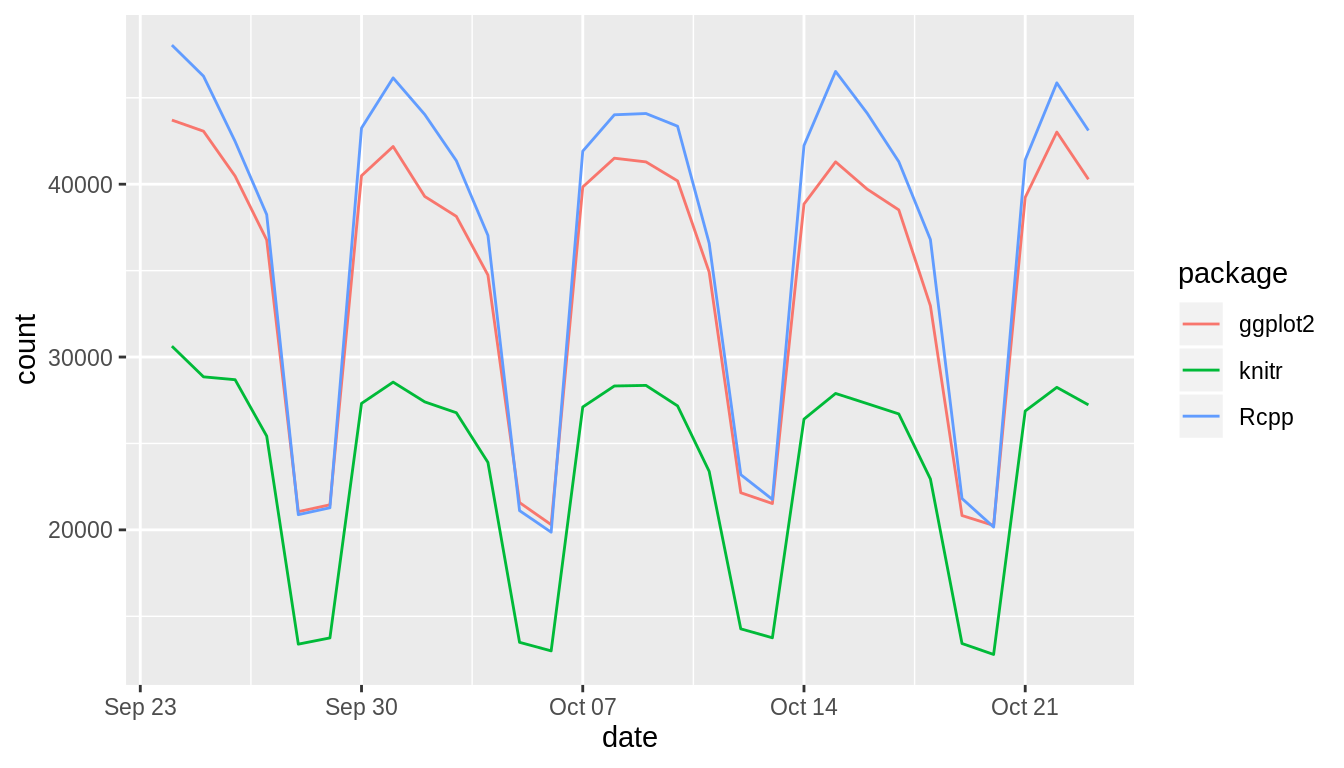 count
40000
30000
20000
Sep 23
Sep 30
Oct 07
Oct 14
Oct 21
date
package
ggplot2
knitr
Rcpp